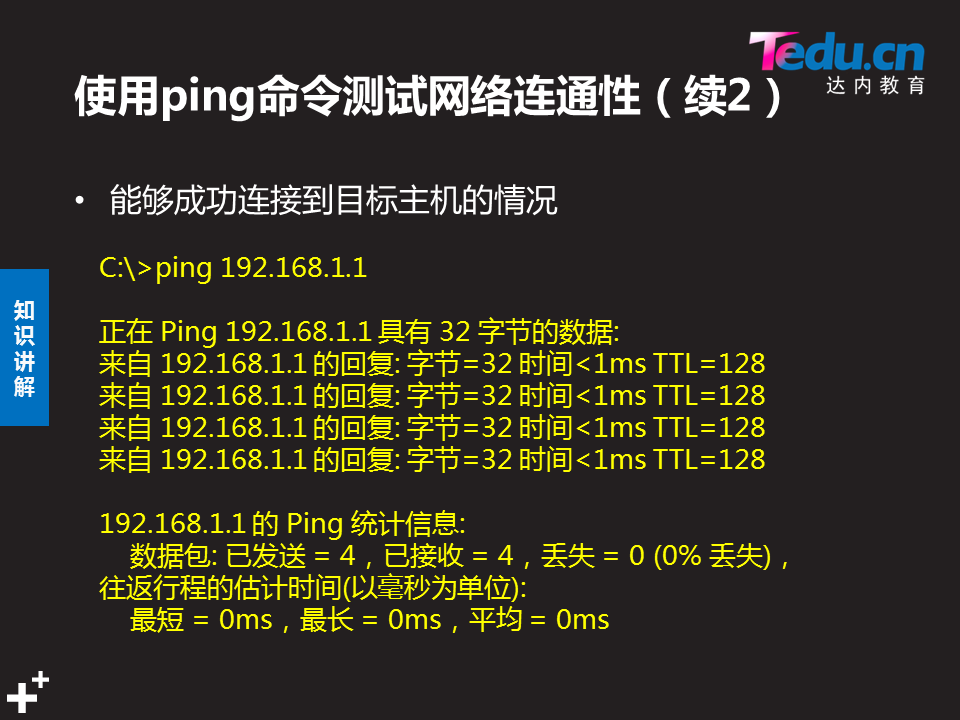 Tedu.cn
达内教育
使用ping命令测试网络连通性（续2）
• 能够成功连接到目标主机的情况
C:\>ping 192.168.1.1
正在 Ping 192.168.1.1 具有 32 字节的数据:
来自 192.168.1.1 的回复: 字节=32 时间<1ms TTL=128
来自 192.168.1.1 的回复: 字节=32 时间<1ms TTL=128
来自 192.168.1.1 的回复: 字节=32 时间<1ms TTL=128
来自 192.168.1.1 的回复: 字节=32 时间<1ms TTL=128
192.168.1.1 的 Ping 统计信息:
数据包: 已发送 = 4，已接收 = 4，丢失 = 0 (0% 丢失)，
往返行程的估计时间(以毫秒为单位):
最短 = 0ms，最长 = 0ms，平均 = 0ms
知
识
讲
解